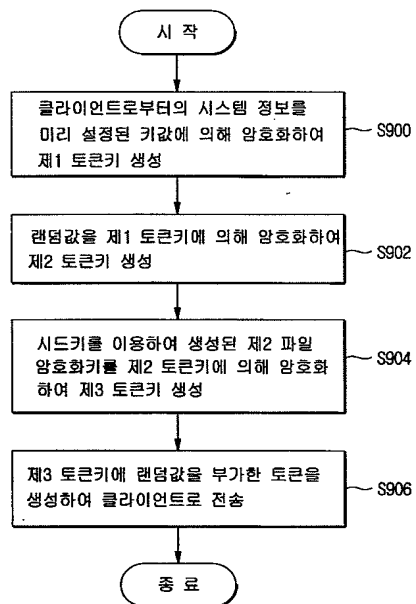 시 작
클라이언트로부터의 시스템 정보를
미리 설정된 키값에 의해 암호화하여
제1 토큰키 생성
S900
랜덤값을 제1 토큰키에 의해 암호화하여
제2 토큰키 생성
S902
시드키를 이용하여 생성된 제2 파일
암호화키를 제2 토큰키에 의해 암호화
하여 제3 토큰키 생성
S904
제3 토큰키에 랜덤값을 부가한 토큰을
생성하여 클라이언트로 전송
S906
종 료